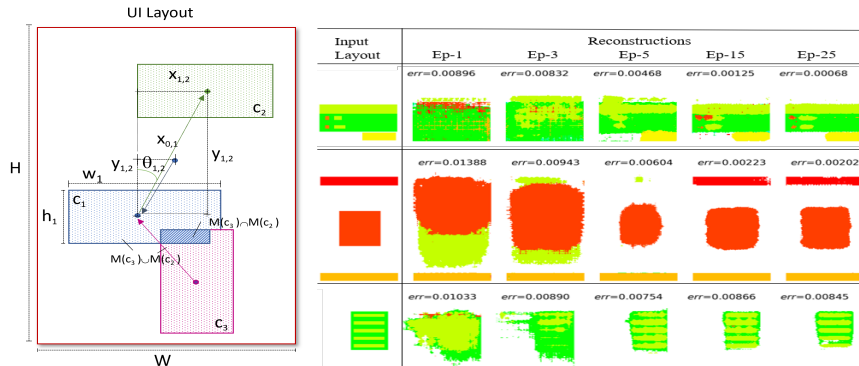 UI Layout
x1,2
c2
x0,1
y1,2
θ1,2
y1,2
H
w1
c1
h1
M(c3)∩M(c2)
M(c3)∪M(c2)
c3
W
Input Layout
Reconstructions
Ep-1 Ep-3 Ep-5 Ep-15 Ep-25
err=0.00896 err=0.00832 err=0.00468 err=0.00125 err=0.00068
err=0.01388 err=0.00943 err=0.00604 err=0.00223 err=0.00202
err=0.01033 err=0.00890 err=0.00754 err=0.00866 err=0.00845